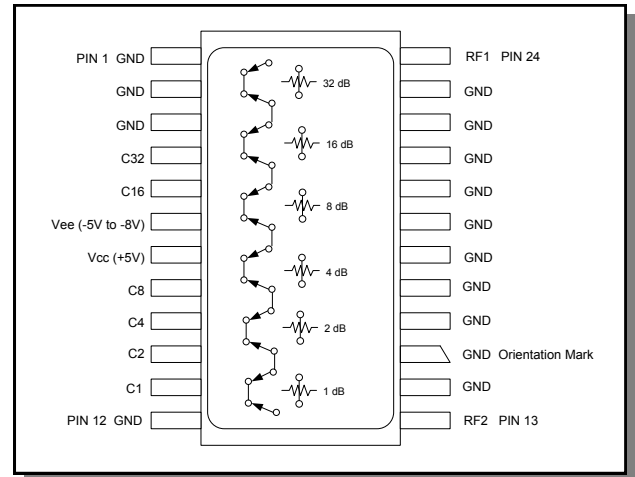 PIN 1 GND
GND
GND
C32
C16
Vee (-5V to -8V)
Vcc (+5V)
C8
C4
C2
C1
PIN 12 GND
32 dB
16 dB
8 dB
4 dB
2 dB
1 dB
RF1 PIN 24
GND
GND
GND
GND
GND
GND
GND
GND
GND Orientation Mark
GND
RF2 PIN 13